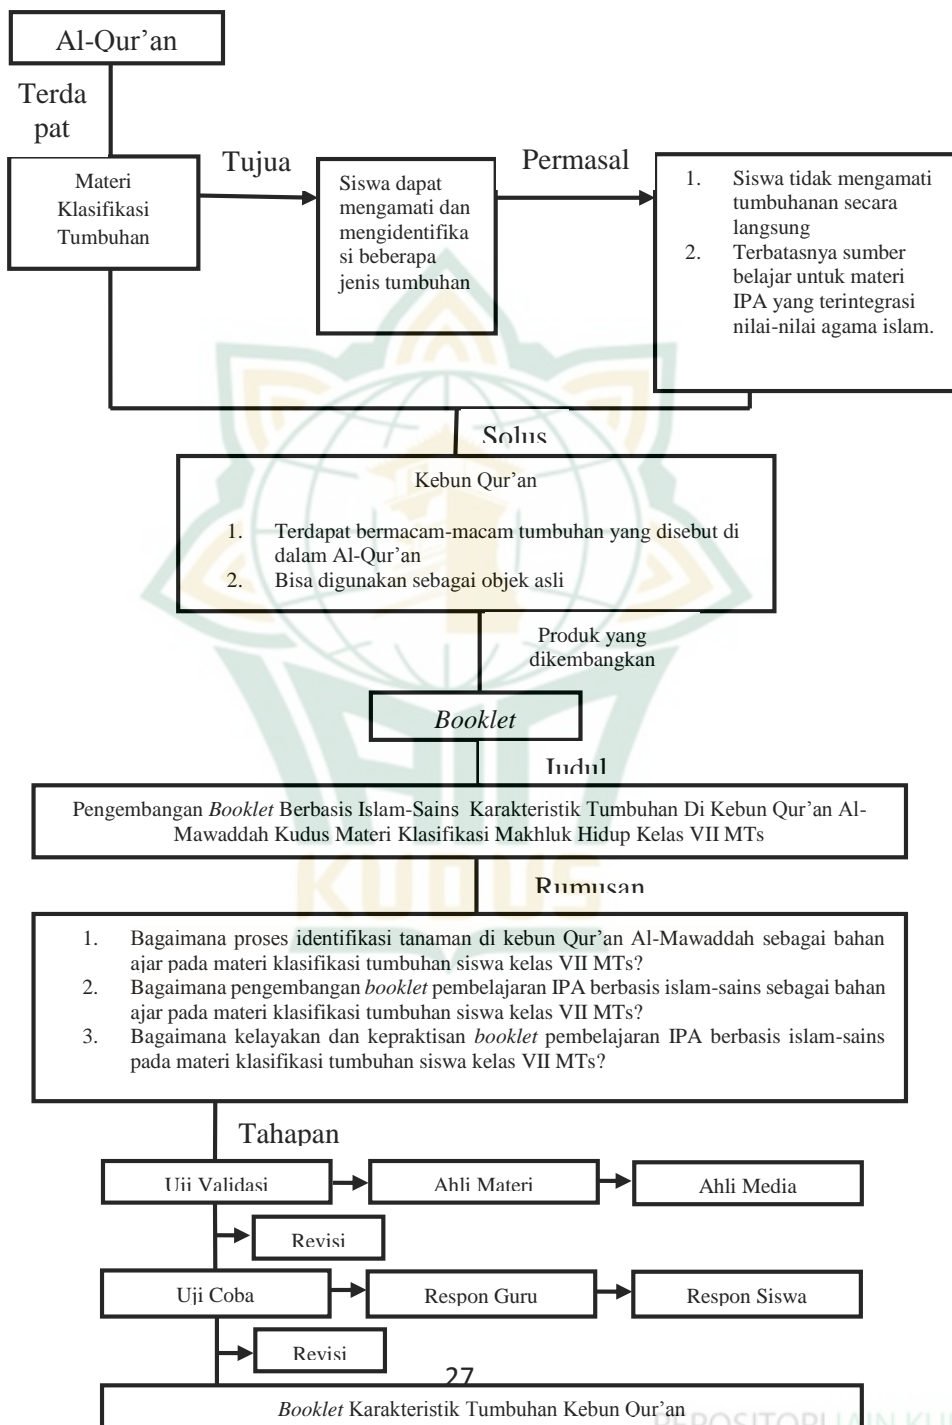 Al-Qur’an
Terda
pat
Materi
Klasifikasi
Tumbuhan
Tujua
Siswa dapat
mengamati dan
mengidentifika
si beberapa
jenis tumbuhan
Permasal
1. Siswa tidak mengamati
tumbuhanan secara
langsung
2. Terbatasnya sumber
belajar untuk materi
IPA yang terintegrasi
nilai-nilai agama islam.
Solus
Kebun Qur’an
1. Terdapat bermacam-macam tumbuhan yang disebut di
dalam Al-Qur’an
2. Bisa digunakan sebagai objek asli
Produk yang
dikembangkan
Booklet
Judul
Pengembangan Booklet Berbasis Islam-Sains Karakteristik Tumbuhan Di Kebun Qur’an Al-
Mawaddah Kudus Materi Klasifikasi Makhluk Hidup Kelas VII MTs
KUDUS
Rumusan
1. Bagaimana proses identifikasi tanaman di kebun Qur’an Al-Mawaddah sebagai bahan
ajar pada materi klasifikasi tumbuhan siswa kelas VII MTs?
2. Bagaimana pengembangan booklet pembelajaran IPA berbasis islam-sains sebagai bahan
ajar pada materi klasifikasi tumbuhan siswa kelas VII MTs?
3. Bagaimana kelayakan dan kepraktisan booklet pembelajaran IPA berbasis islam-sains
pada materi klasifikasi tumbuhan siswa kelas VII MTs?
Tahapan
Uji Validasi
Ahli Materi
Ahli Media
Revisi
Uji Coba
Respon Guru
Respon Siswa
Revisi
27
Booklet Karakteristik Tumbuhan Kebun Qur’an
REPOSITORI IAIN KU